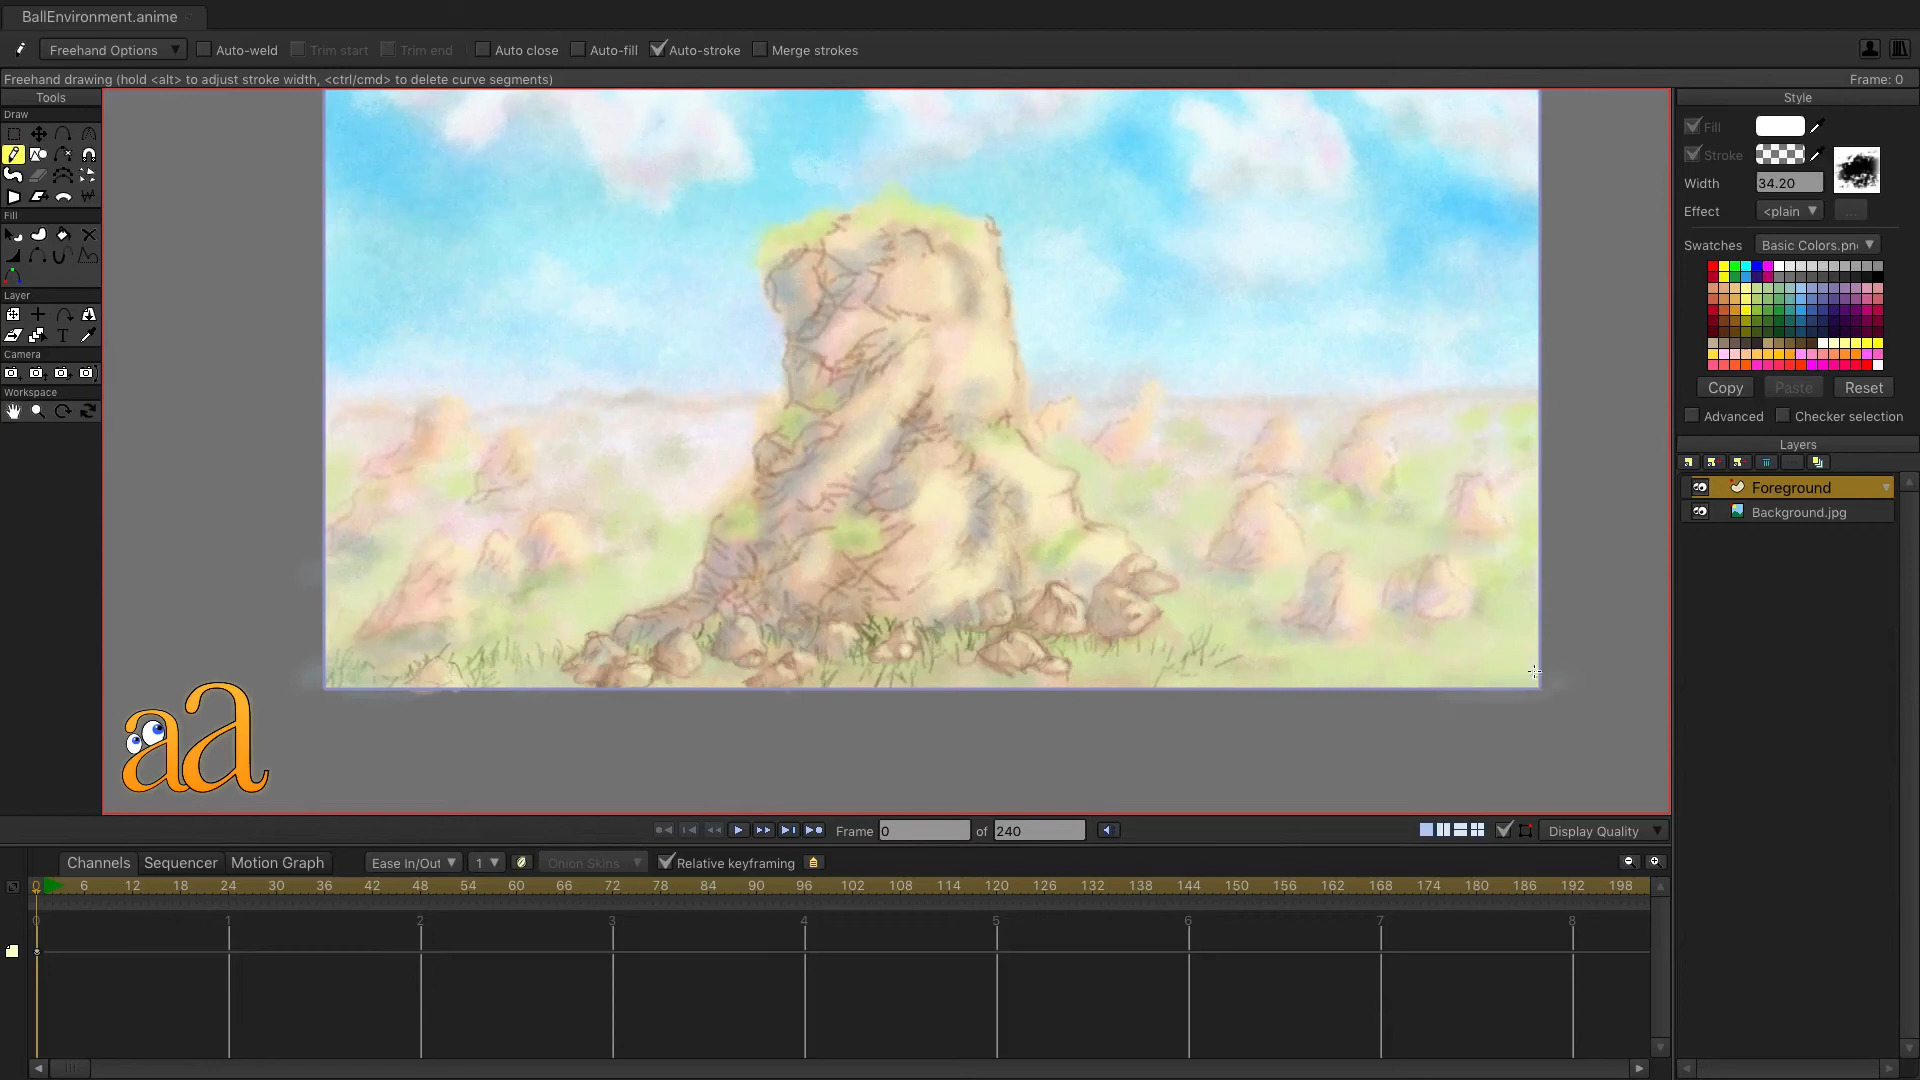 BallEnvironment.anime
Freehand Options Auto-weld Trim start Trim end Auto close Auto-fill Auto-stroke Merge strokes
Freehand drawing (hold <alt> to adjust stroke width, <ctrl/cmd> to delete curve segments) Frame: 0
Tools
Draw
Fill
Layer
Camera
Workspace
Style
Fill
Stroke
Width 34.20
Effect <plain ...
Swatches Basic Colors.pn
Copy Paste Reset
Advanced Checker selection
Layers
Foreground
Background.jpg
aa
Frame 0 of 240 Display Quality
Channels Sequencer Motion Graph Ease In/Out 1 Onion Skins Relative keyframing
0 6 12 18 24 30 36 42 48 54 60 66 72 78 84 90 96 102 108 114 120 126 132 138 144 150 156 162 168 174 180 186 192 198
0 1 2 3 4 5 6 7 8